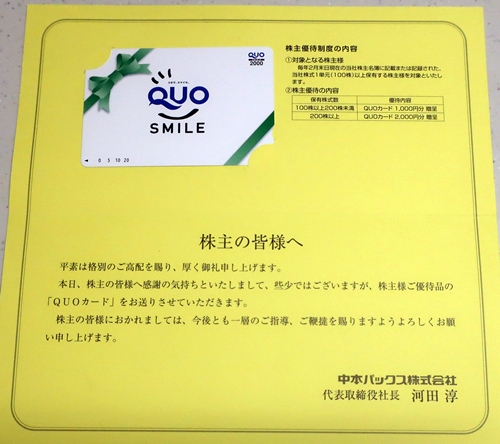 QUO
2000
QUO
SMILE
0 5 10 20
株主優待制度の内容
①対象となる株主様
毎年2月末日現在の当社株主名簿に記載または記録された、
当社株式1単元(100株)以上保有する株主様を対象といた
します。
②株主優待の内容
保有株式数 優待内容
100株以上200株未満 QUOカード 1,000円分 贈呈
200株以上 QUOカード 2,000円分 贈呈
株主の皆様へ
平素は格別のご高配を賜り、厚く御礼申し上げます。
本日、株主の皆様へ感謝の気持ちといたしまして、些少ではございますが、株主様ご優待品の
「QUOカード」をお送りさせていただきます。
株主の皆様におかれましては、今後とも一層のご指導、ご鞭撻を賜りますようよろしくお願
い申し上げます。
中本パックス株式会社
代表取締役社長 河田 淳